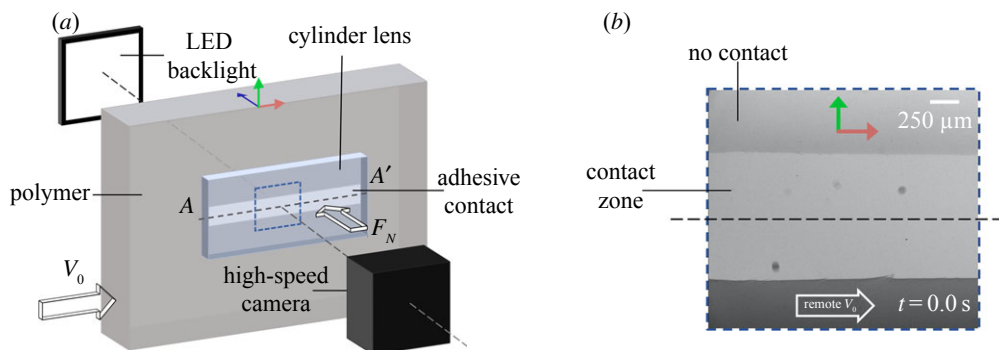 (a)
LED
backlight
cylinder lens
polymer
A
A′
adhesive
contact
F_N
V_0
high-speed
camera
(b)
no contact
250 µm
contact
zone
remote V_0
t = 0.0 s